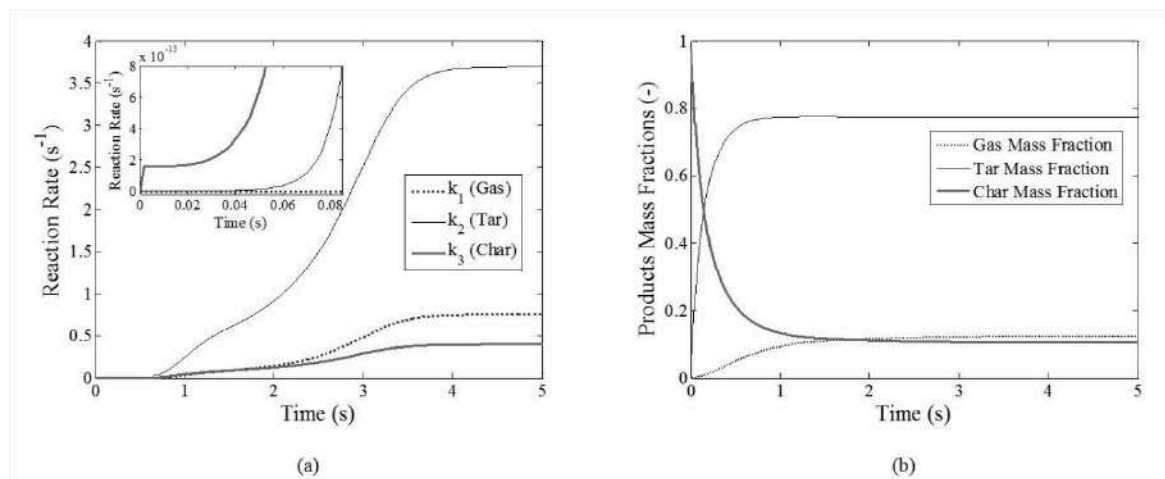 4
3.5
3
2.5
2
1.5
1
0.5
0
0
1
2
3
4
5
Reaction Rate (s-1)
Time (s)
x 10-13
8
6
4
2
0
0
0.02
0.04
0.06
0.08
Reaction Rate (s-1)
Time (s)
k1 (Gas)
k2 (Tar)
k3 (Char)
(a)
1
0.8
0.6
0.4
0.2
0
0
1
2
3
4
5
Products Mass Fractions (-)
Time (s)
Gas Mass Fraction
Tar Mass Fraction
Char Mass Fraction
(b)